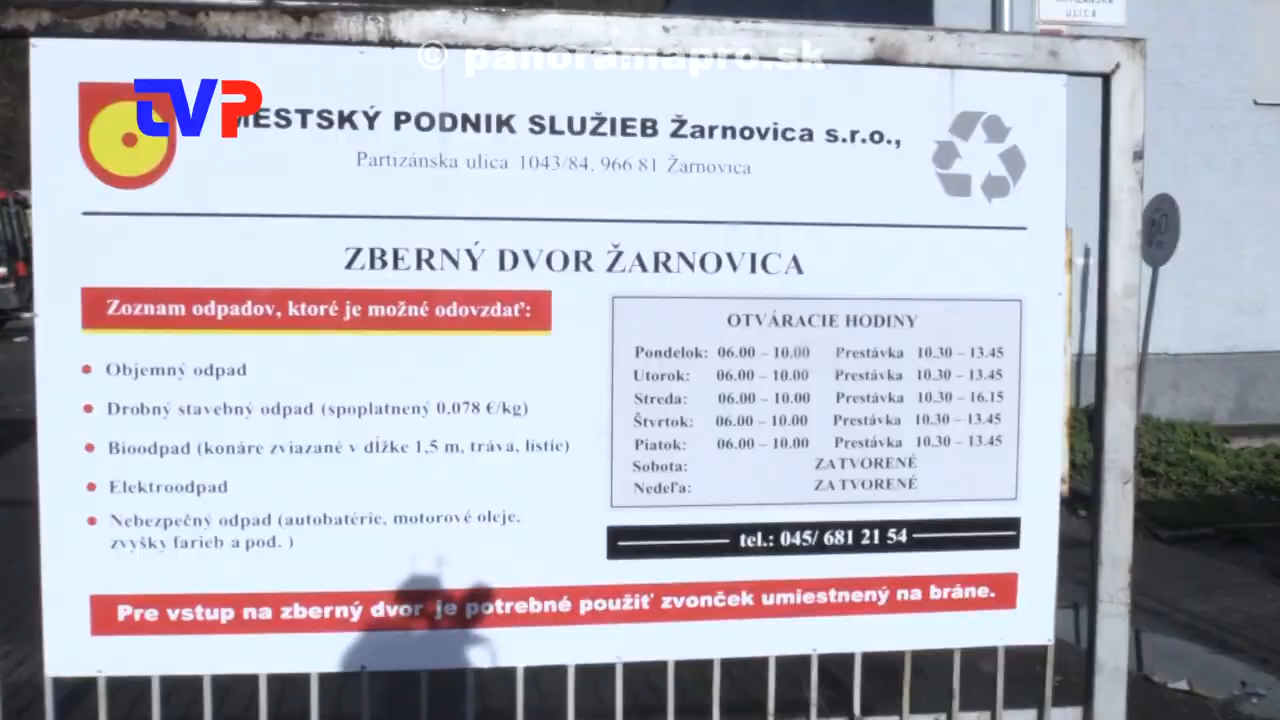 © panoramapro.sk
TVP
MESTSKÝ PODNIK SLUŽIEB Žarnovica s.r.o.,
Partizánska ulica 1043/84, 966 81 Žarnovica
ZBERNÝ DVOR ŽARNOVICA
Zoznam odpadov, ktoré je možné odovzdať:
Objemný odpad
Drobný stavebný odpad (spoplatnený 0.078 €/kg)
Bioodpad (konáre zviazané v dĺžke 1,5 m, tráva, lístie)
Elektroodpad
Nebezpečný odpad (autobatérie, motorové oleje,
zvyšky farieb a pod. )
OTVÁRACIE HODINY
Pondelok: 06.00 – 10.00 Prestávka 10.30 – 13.45
Utorok: 06.00 – 10.00 Prestávka 10.30 – 13.45
Streda: 06.00 – 10.00 Prestávka 10.30 – 16.15
Štvrtok: 06.00 – 10.00 Prestávka 10.30 – 13.45
Piatok: 06.00 – 10.00 Prestávka 10.30 – 13.45
Sobota: ZATVORENÉ
Nedeľa: ZATVORENÉ
tel.: 045/ 681 21 54
Pre vstup na zberný dvor je potrebné použiť zvonček umiestnený na bráne.
ULICA